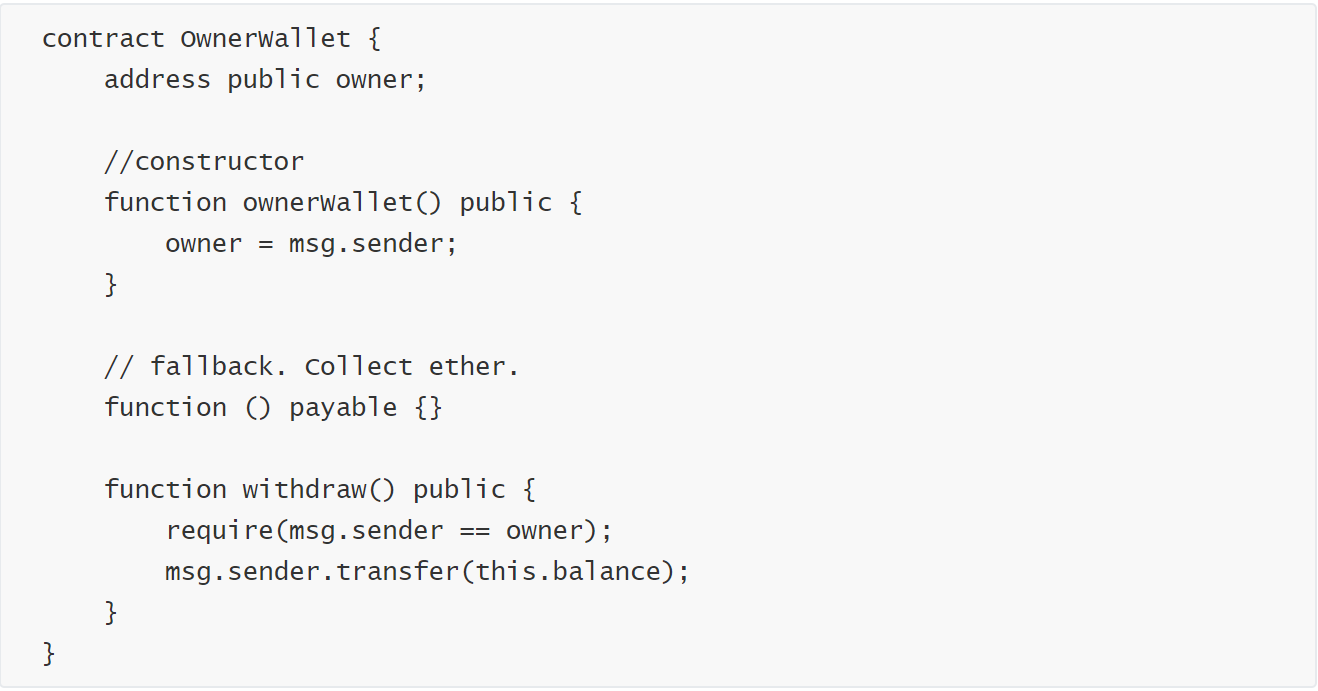 contract OwnerWallet {
address public owner;
//constructor
function ownerWallet() public {
owner = msg.sender;
}
// fallback. Collect ether.
function () payable {}
function withdraw() public {
require(msg.sender == owner);
msg.sender.transfer(this.balance);
}
}